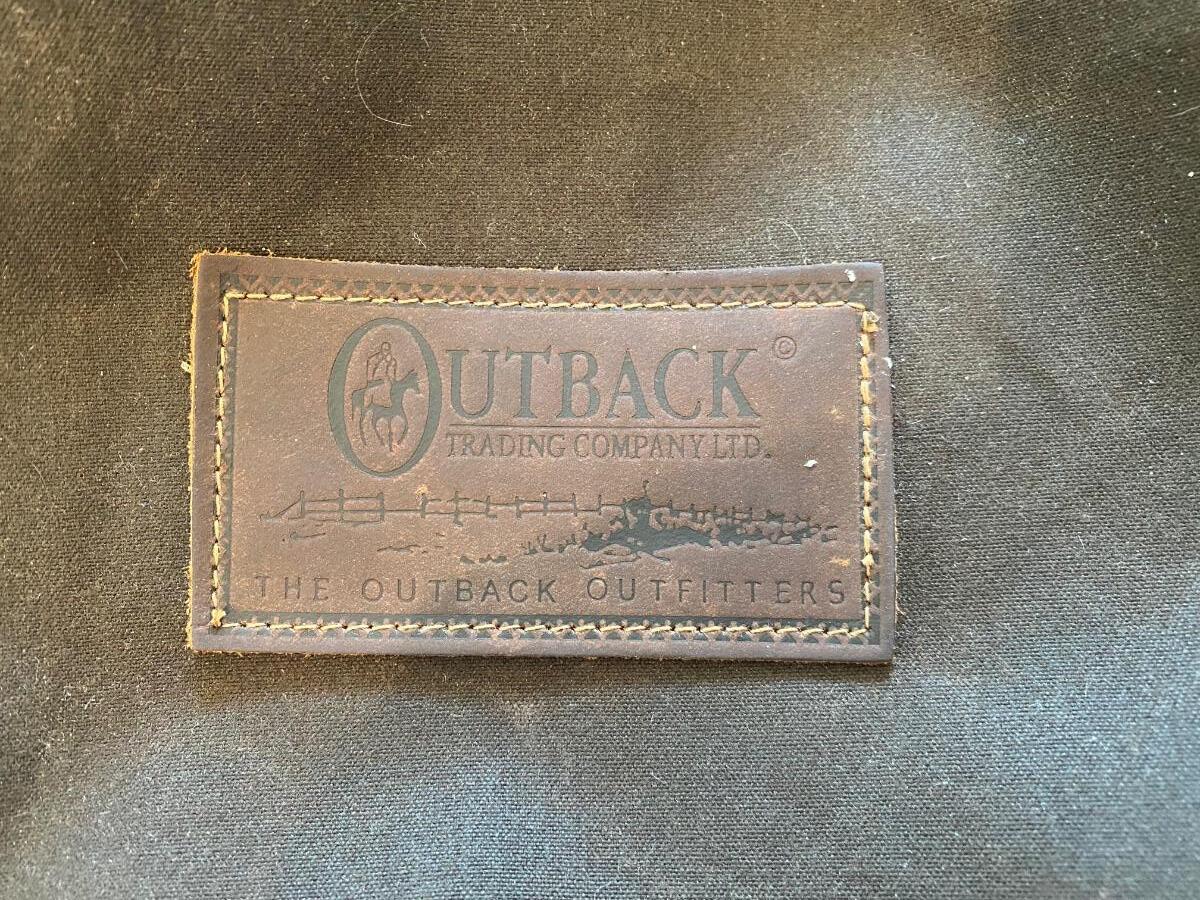 OUTBACK ©
TRADING COMPANY LTD.
THE OUTBACK OUTFITTERS